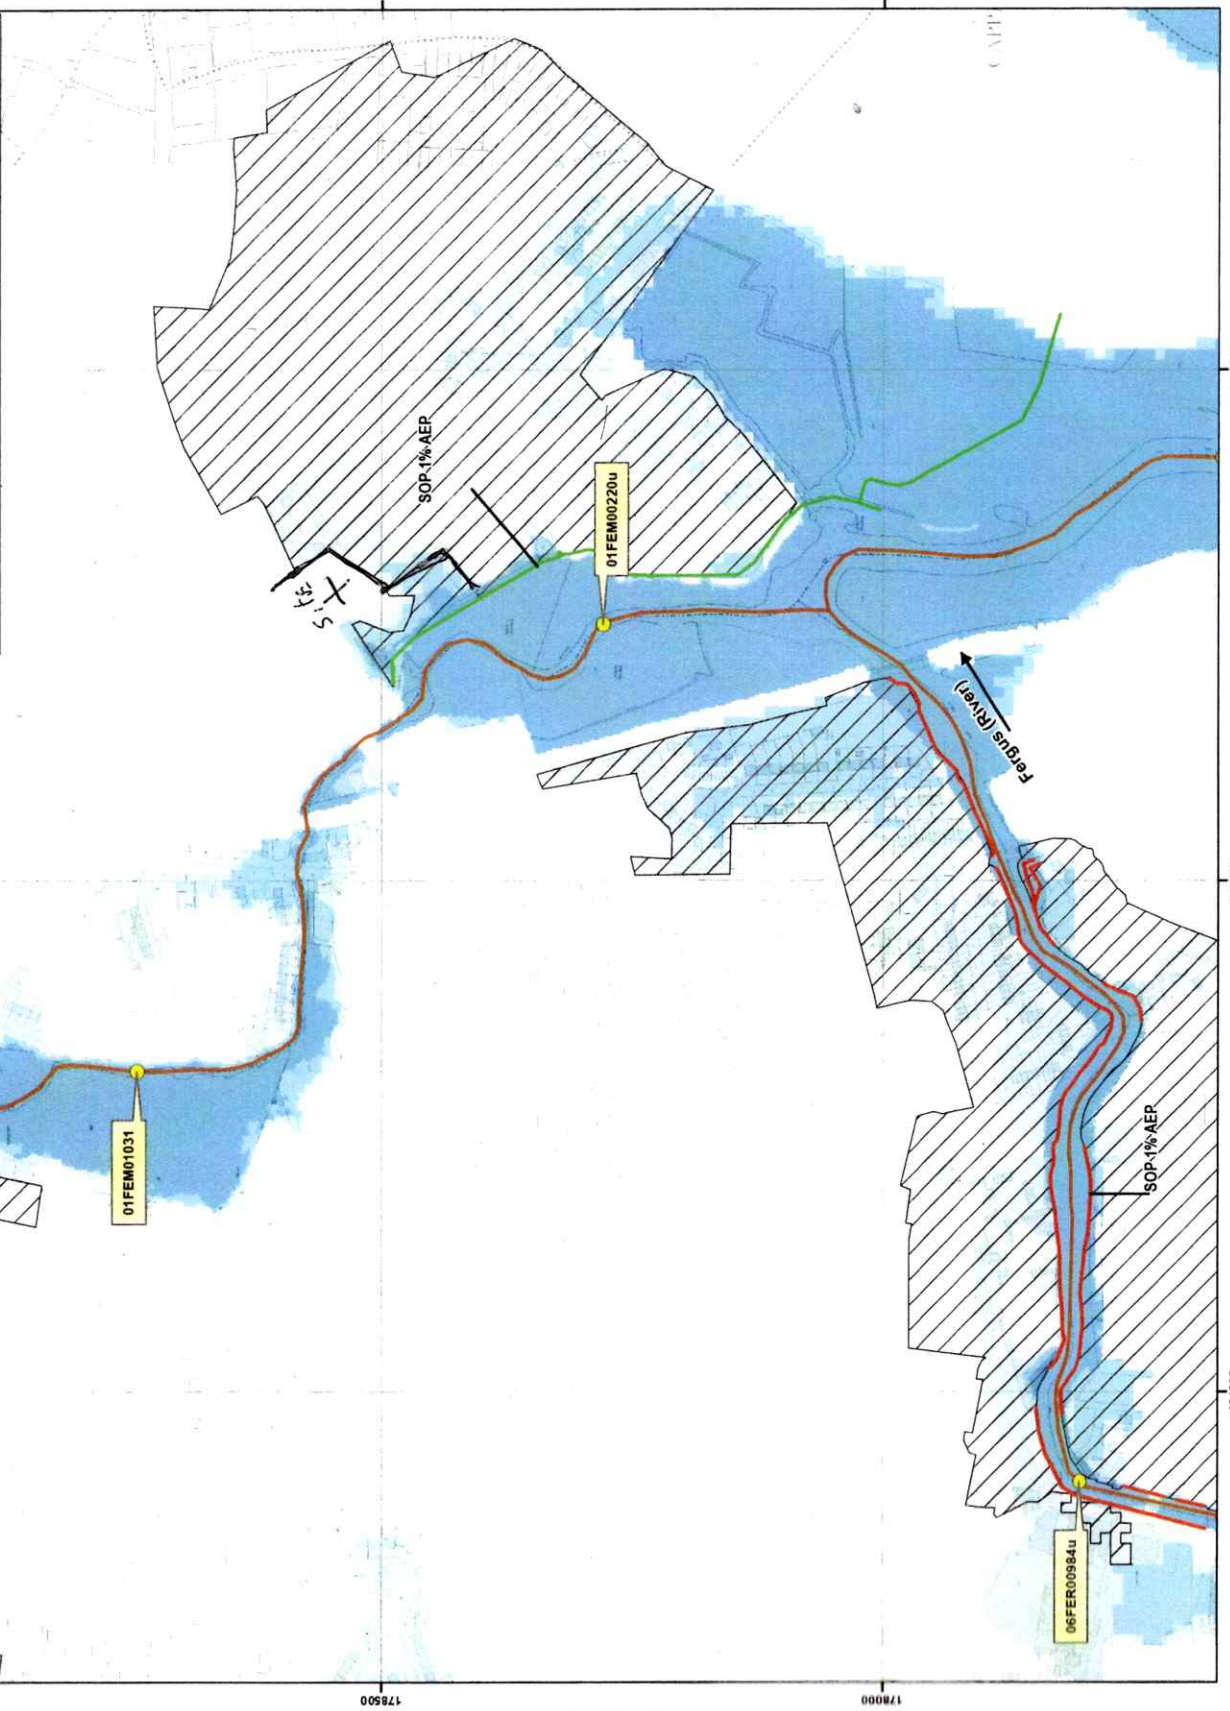 SOP 1% AEP
Site
X
01FEM00220u
Fergus (River)
01FEM01031
SOP 1% AEP
06FER00984u
178500
178000